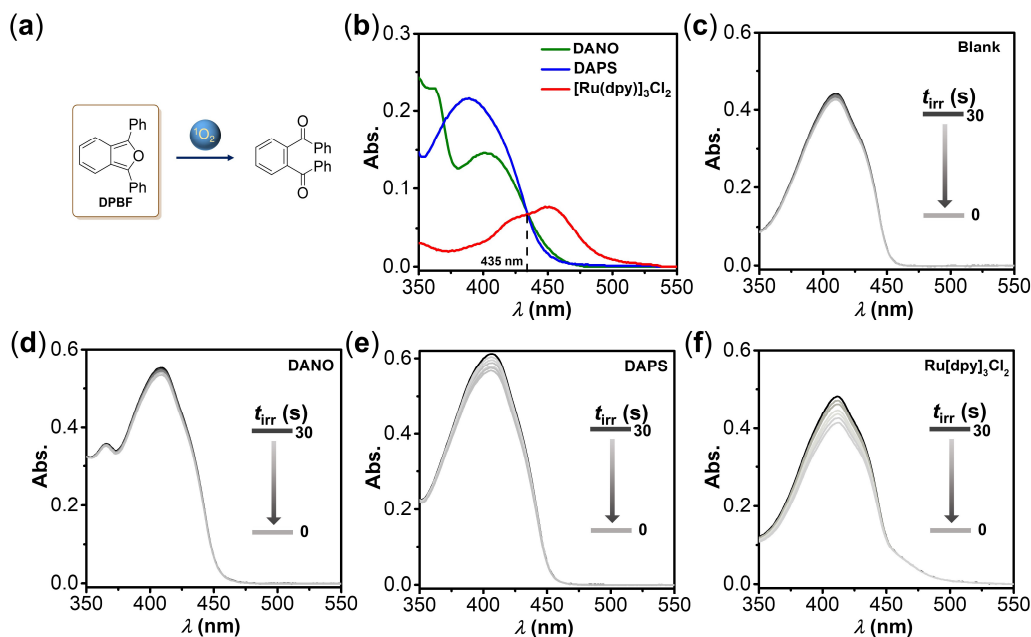 (a)
Ph
O
Ph
DPBF
¹O₂
O
Ph
Ph
O
(b)
0.3
0.2
0.1
0.0
Abs.
DANO
DAPS
[Ru(dpy)]₃Cl₂
435 nm
350 400 450 500 550
λ (nm)
(c)
0.6
0.4
0.2
0.0
Abs.
Blank
tirr (s)
30
0
350 400 450 500 550
λ (nm)
(d)
0.6
0.4
0.2
0.0
Abs.
DANO
tirr (s)
30
0
350 400 450 500 550
λ (nm)
(e)
0.6
0.4
0.2
0.0
Abs.
DAPS
tirr (s)
30
0
350 400 450 500 550
λ (nm)
(f)
0.6
0.4
0.2
0.0
Abs.
Ru[dpy]₃Cl₂
tirr (s)
30
0
350 400 450 500 550
λ (nm)